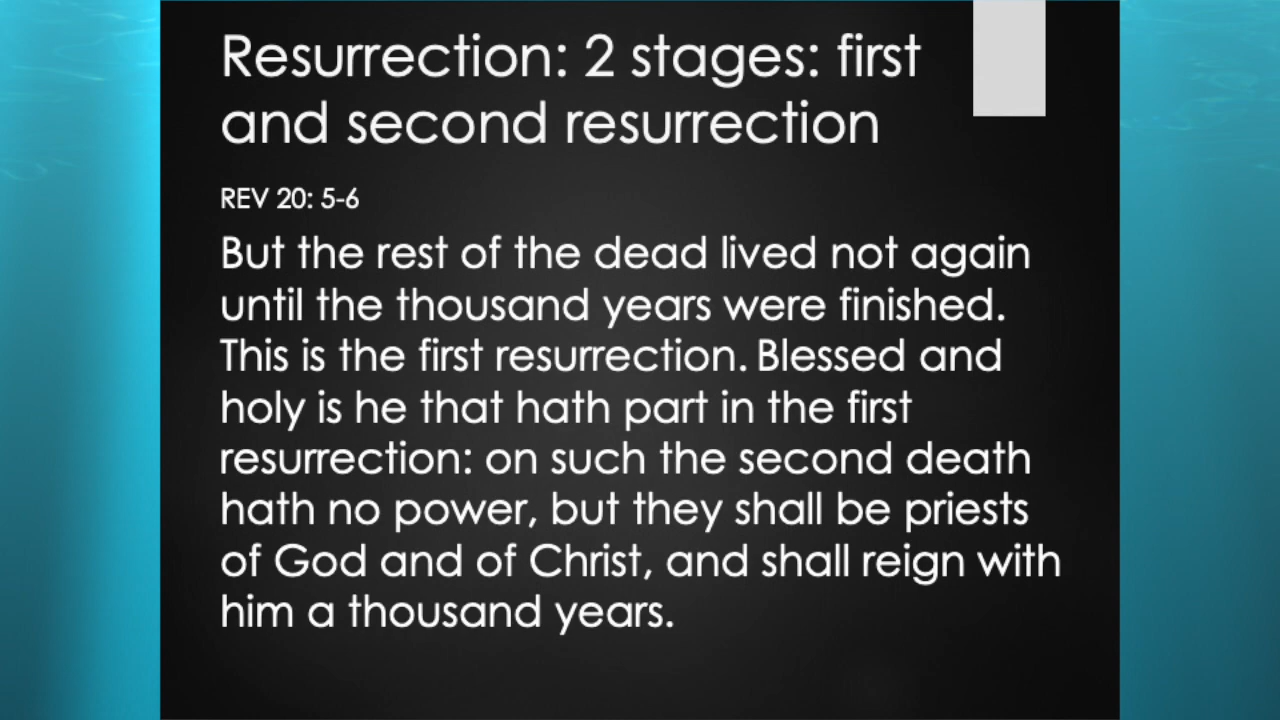 Resurrection: 2 stages: first
and second resurrection
REV 20: 5-6
But the rest of the dead lived not again
until the thousand years were finished.
This is the first resurrection. Blessed and
holy is he that hath part in the first
resurrection: on such the second death
hath no power, but they shall be priests
of God and of Christ, and shall reign with
him a thousand years.